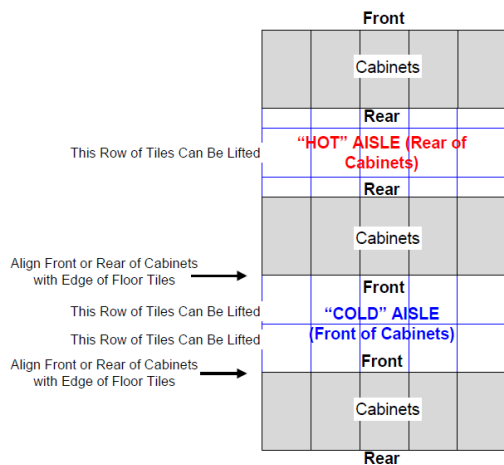 Front
Cabinets
Rear
This Row of Tiles Can Be Lifted
“HOT” AISLE (Rear of
Cabinets)
Rear
Cabinets
Align Front or Rear of Cabinets
with Edge of Floor Tiles
Front
This Row of Tiles Can Be Lifted
“COLD” AISLE
This Row of Tiles Can Be Lifted
(Front of Cabinets)
Front
Align Front or Rear of Cabinets
with Edge of Floor Tiles
Cabinets
Rear